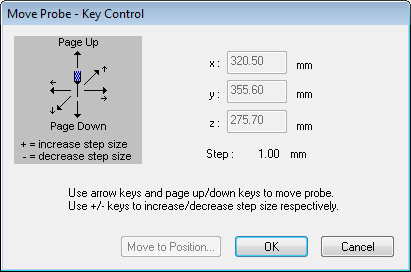 Move Probe - Key Control
Page Up
Page Down
+ = increase step size
- = decrease step size
x : 320.50 mm
y : 355.60 mm
z : 275.70 mm
Step : 1.00 mm
Use arrow keys and page up/down keys to move probe.
Use +/- keys to increase/decrease step size respectively.
Move to Position... OK Cancel